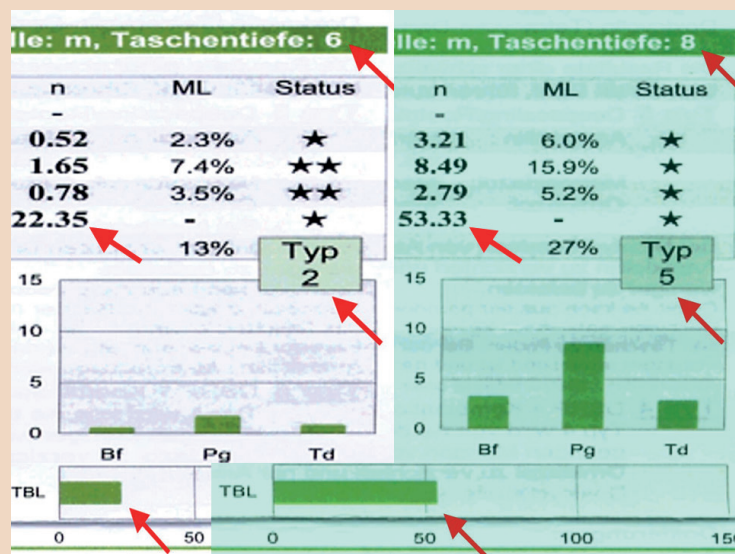 lle: m, Taschentiefe: 6
n ML Status
-
0.52 2.3% ★
1.65 7.4% ★★
0.78 3.5% ★★
22.35 - ★
13% Typ
2
15
10
5
0
Bf Pg Td
TBL
0 50
lle: m, Taschentiefe: 8
n ML Status
-
3.21 6.0% ★
8.49 15.9% ★
2.79 5.2% ★
53.33 - ★
27% Typ
5
15
10
5
0
Bf Pg Td
TBL
0 50 100 150